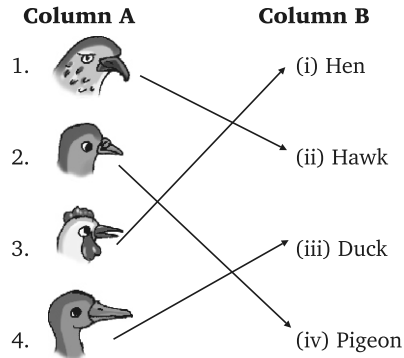 Column A Column B
1. (i) Hen
2. (ii) Hawk
3. (iii) Duck
4. (iv) Pigeon